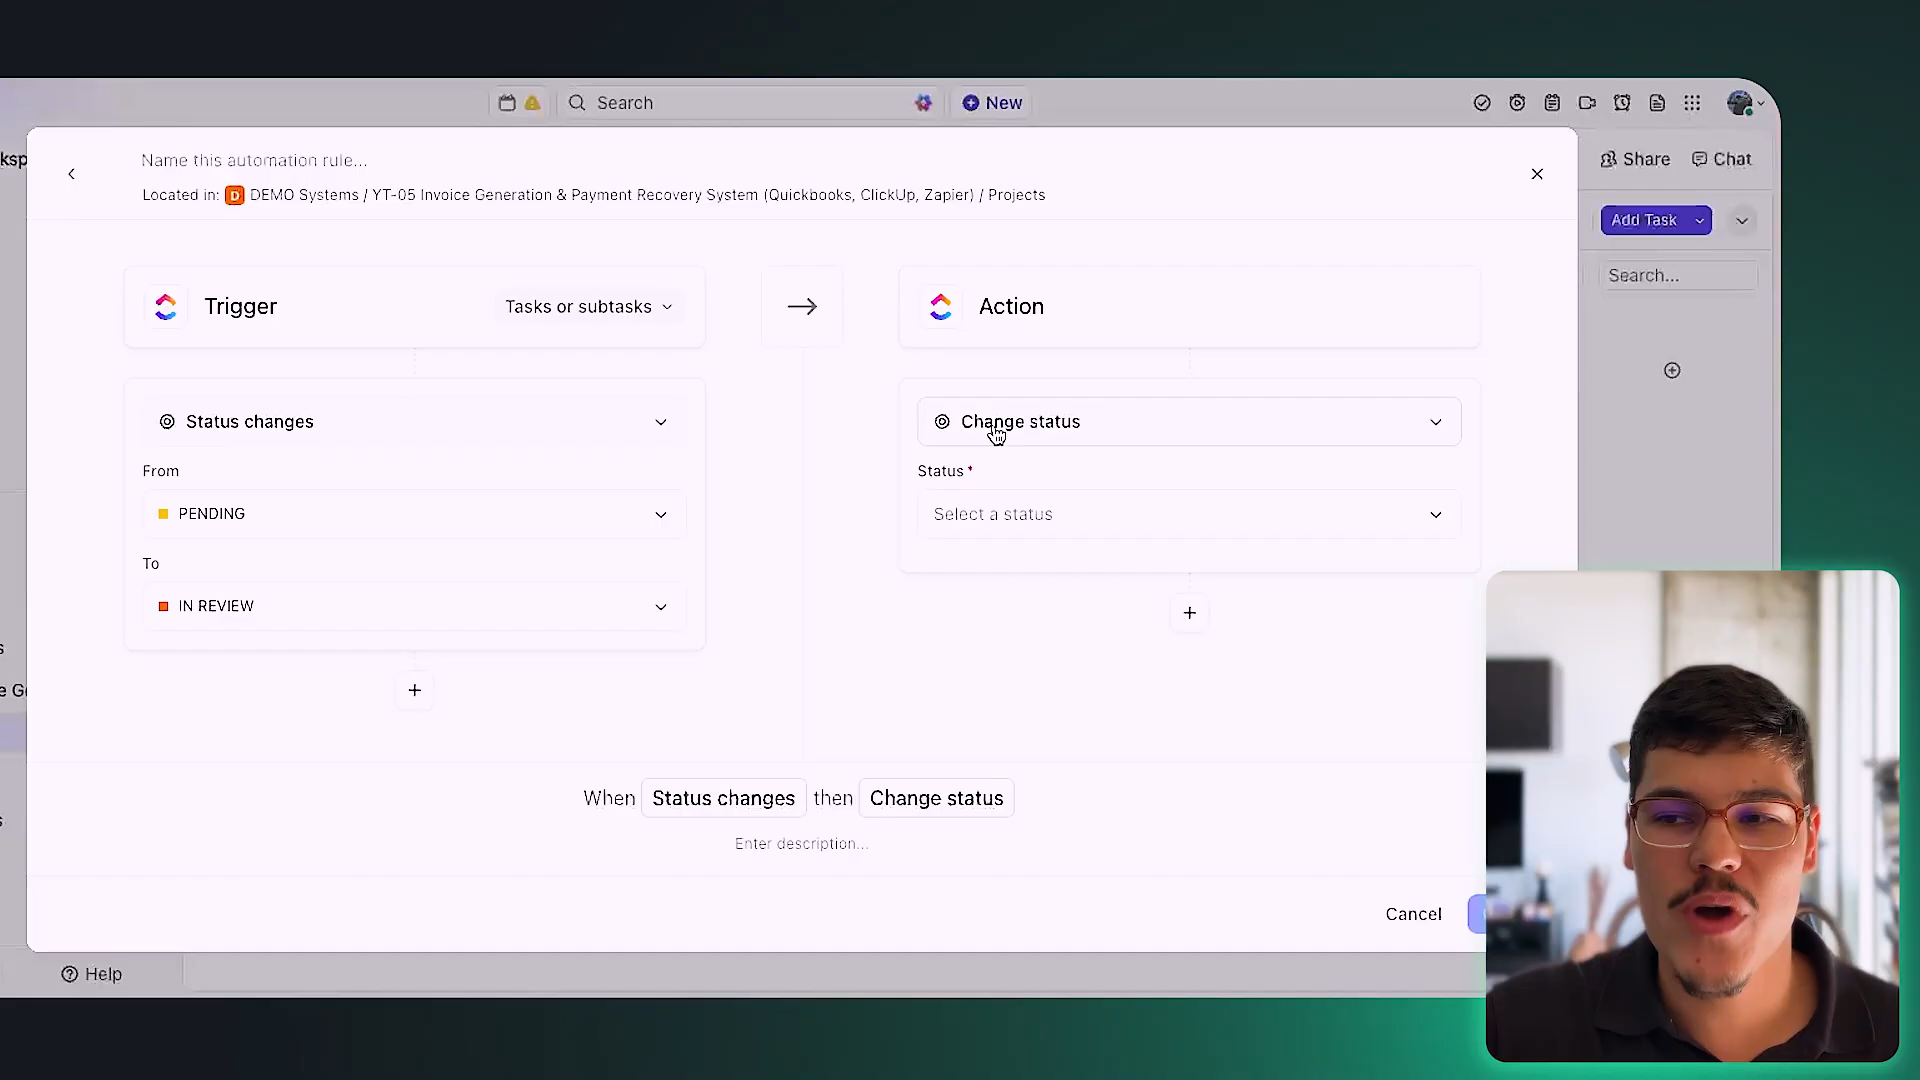 Search
New
ksp
Name this automation rule...
Located in: D DEMO Systems / YT-05 Invoice Generation & Payment Recovery System (Quickbooks, ClickUp, Zapier) / Projects
Share
Chat
Add Task
Search...
Trigger
Tasks or subtasks
Action
Status changes
From
PENDING
To
IN REVIEW
Change status
Status *
Select a status
s
e G
When Status changes then Change status
Enter description...
Cancel
Help